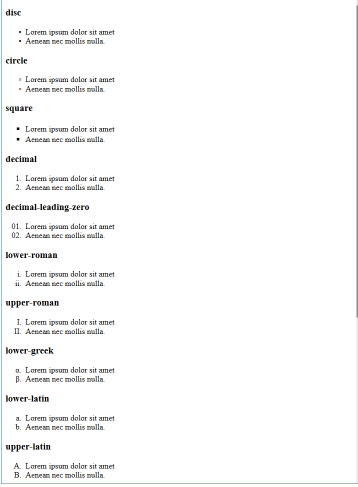 disc
• Lorem ipsum dolor sit amet
• Aenean nec mollis nulla.
circle
◦ Lorem ipsum dolor sit amet
◦ Aenean nec mollis nulla.
square
▪ Lorem ipsum dolor sit amet
▪ Aenean nec mollis nulla.
decimal
1. Lorem ipsum dolor sit amet
2. Aenean nec mollis nulla.
decimal-leading-zero
01. Lorem ipsum dolor sit amet
02. Aenean nec mollis nulla.
lower-roman
i. Lorem ipsum dolor sit amet
ii. Aenean nec mollis nulla.
upper-roman
I. Lorem ipsum dolor sit amet
II. Aenean nec mollis nulla.
lower-greek
α. Lorem ipsum dolor sit amet
β. Aenean nec mollis nulla.
lower-latin
a. Lorem ipsum dolor sit amet
b. Aenean nec mollis nulla.
upper-latin
A. Lorem ipsum dolor sit amet
B. Aenean nec mollis nulla.